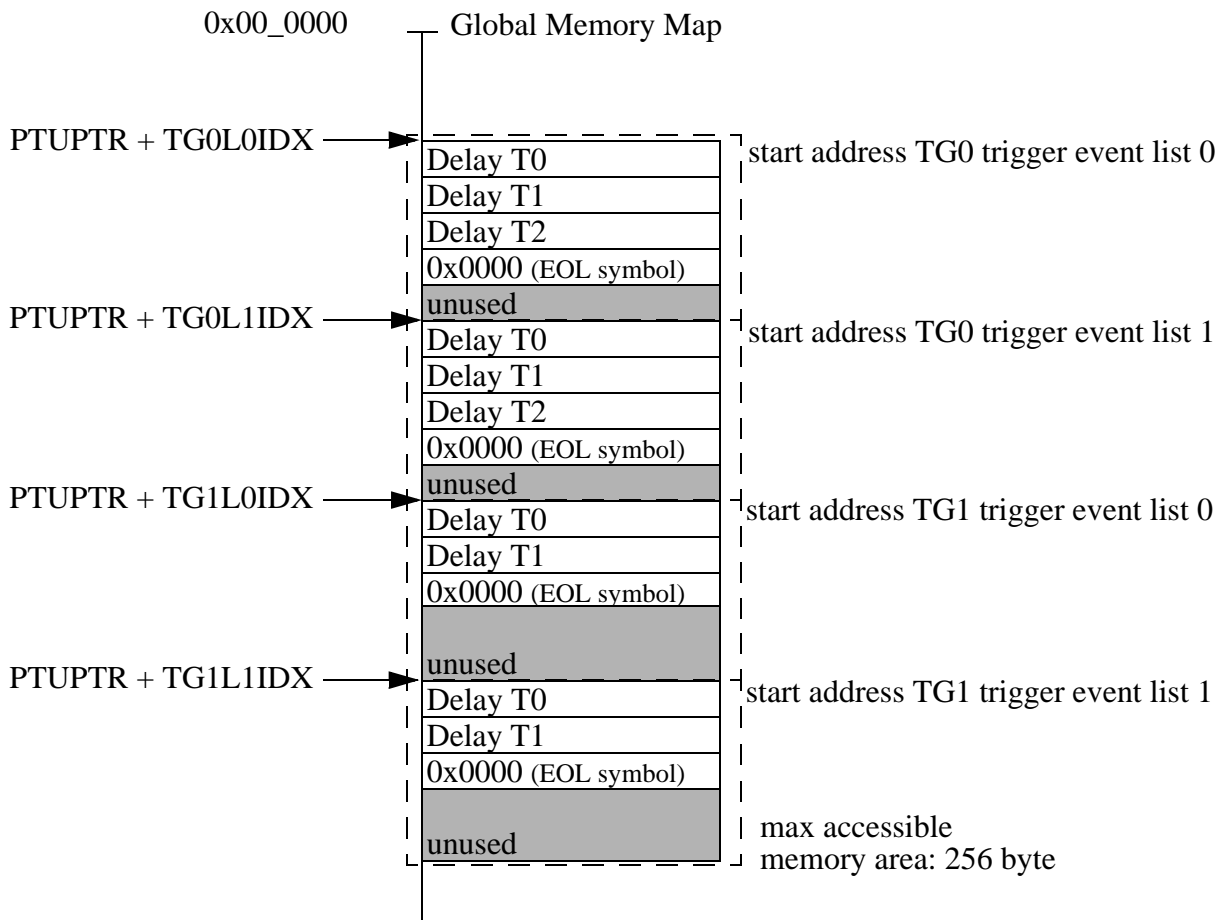 0x00_0000 Global Memory Map
PTUPTR + TG0L0IDX
start address TG0 trigger event list 0
Delay T0
Delay T1
Delay T2
0x0000 (EOL symbol)
unused
PTUPTR + TG0L1IDX
start address TG0 trigger event list 1
Delay T0
Delay T1
Delay T2
0x0000 (EOL symbol)
unused
PTUPTR + TG1L0IDX
start address TG1 trigger event list 0
Delay T0
Delay T1
0x0000 (EOL symbol)
unused
PTUPTR + TG1L1IDX
start address TG1 trigger event list 1
Delay T0
Delay T1
0x0000 (EOL symbol)
unused
max accessible
memory area: 256 byte